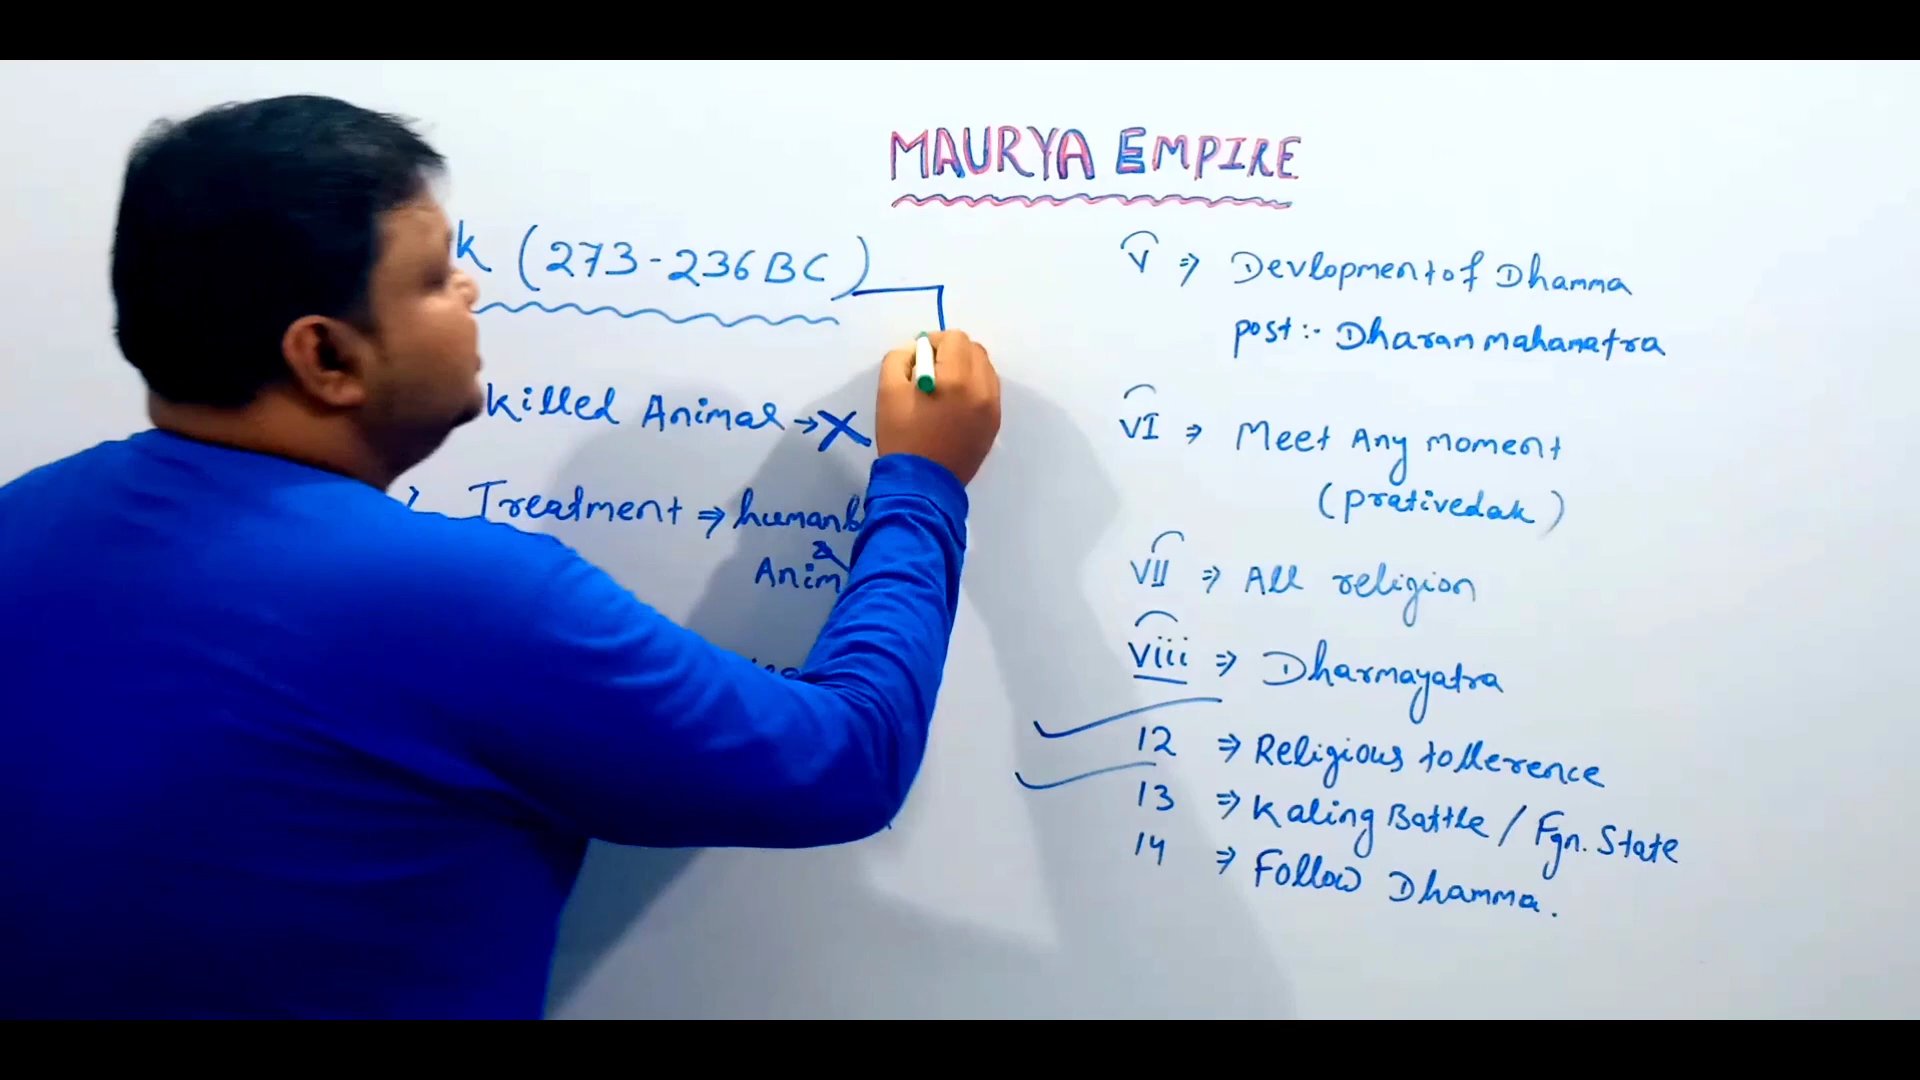 MAURYA EMPIRE
k (273-236 BC)
Killed Animal → X
Treatment ⇒ human
&
Anim
V ⇒ Devlopment of Dhamma
post :- Dharam mahamatra
VI ⇒ Meet Any moment
(prativedak)
VII ⇒ All religion
viii ⇒ Dharmayatra
12 ⇒ Religious tollerence
13 ⇒ Kaling Battle / Fgn. State
14 ⇒ Follow Dhamma.